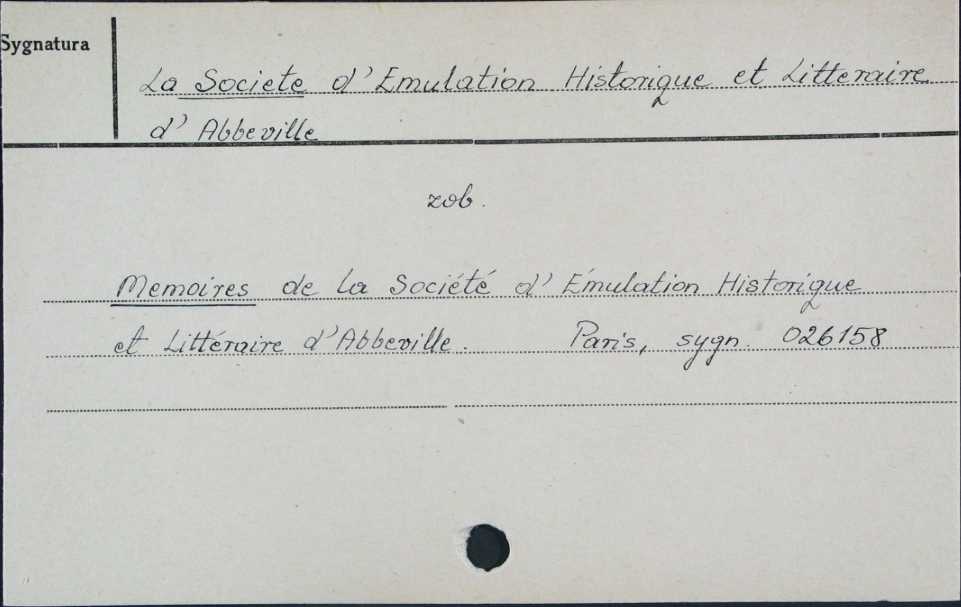 Sygnatura
La Societe d' Emulation Historique et Litteraire
d' Abbeville
zob.
Memoires de la Société d' Émulation Historique
et Littéraire d'Abbeville. Paris, sygn. 026158